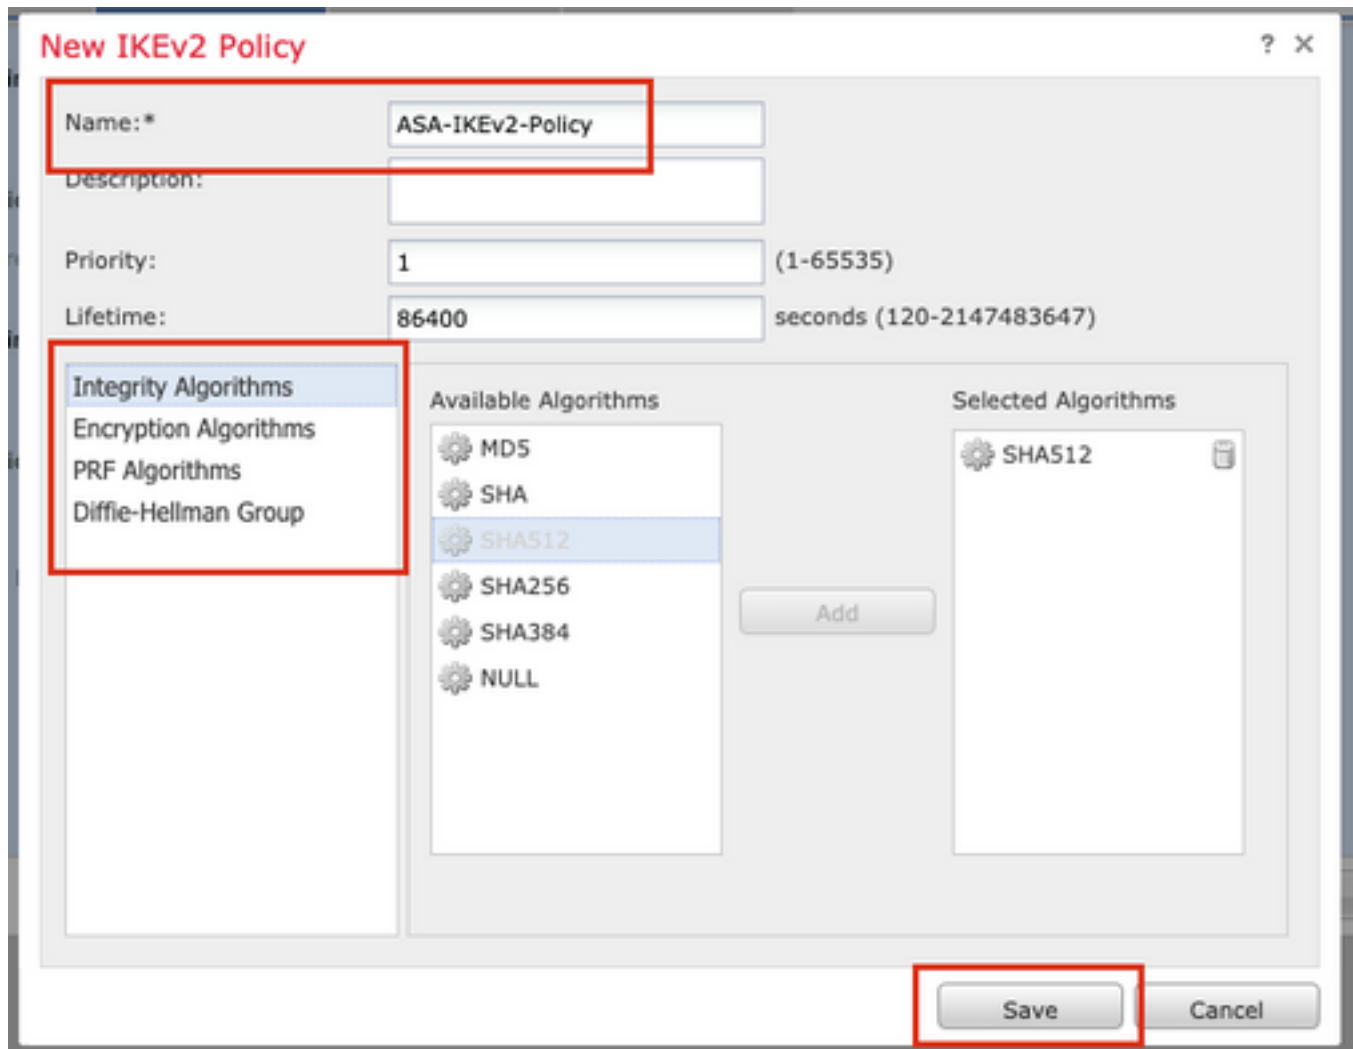 New IKEv2 Policy ? ×
Name:* ASA-IKEv2-Policy
Description:
Priority: 1 (1-65535)
Lifetime: 86400 seconds (120-2147483647)
Integrity Algorithms
Encryption Algorithms
PRF Algorithms
Diffie-Hellman Group
Available Algorithms
MD5
SHA
SHA512
SHA256
SHA384
NULL
Add
Selected Algorithms
SHA512
Save Cancel